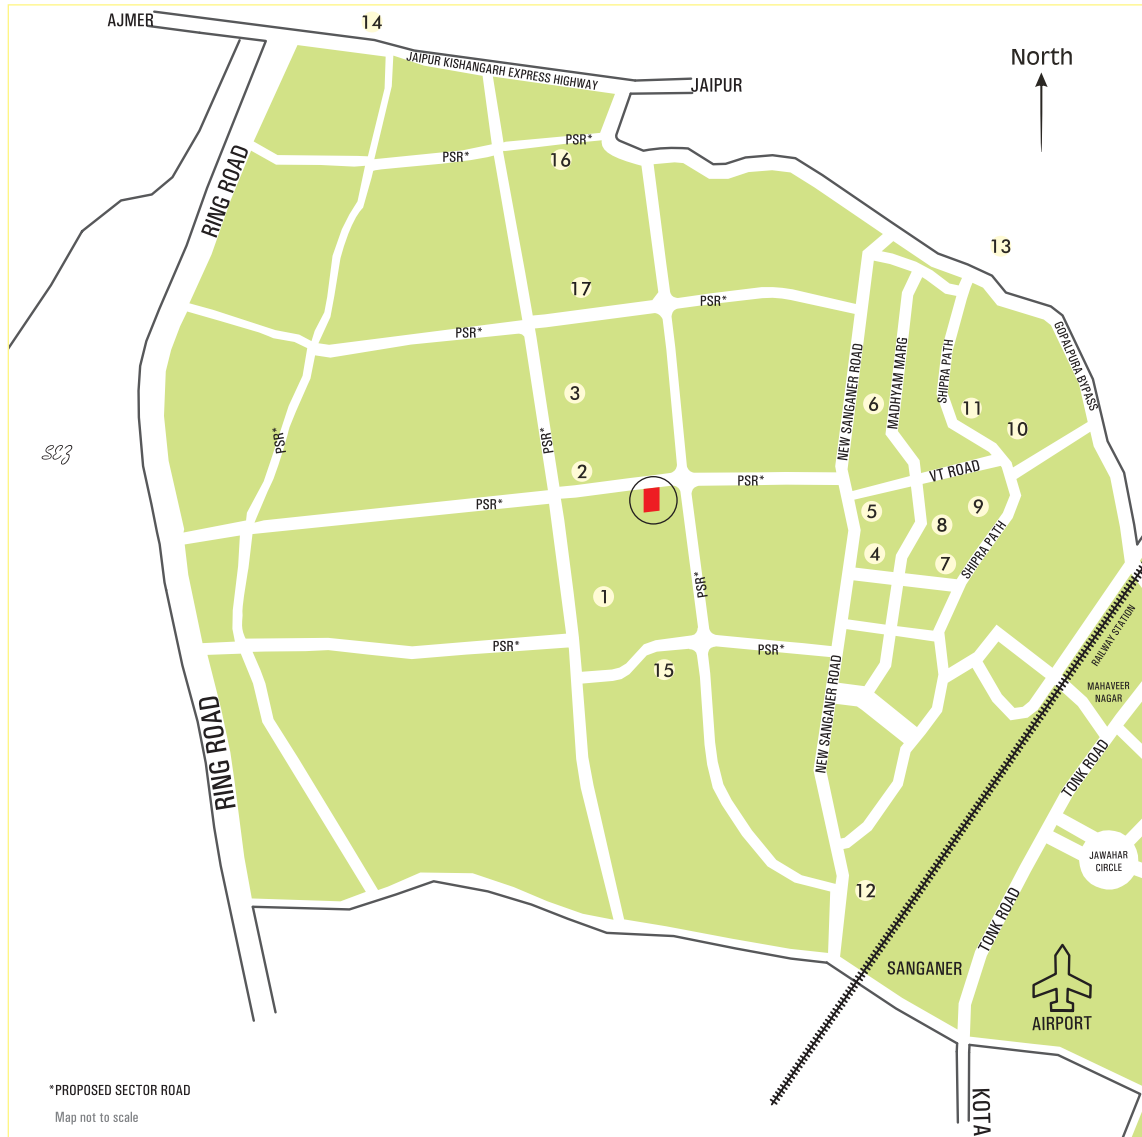 AJMER
14
JAIPUR KISHANGARH EXPRESS HIGHWAY
JAIPUR
North
RING ROAD
PSR*
PSR*
16
13
17
PSR*
PSR*
GOPALPURA BYPASS
NEW SANGANER ROAD
MADHYAM MARG
SHIPRA PATH
3
6
11
10
SEZ
PSR*
PSR*
2
PSR*
VT ROAD
PSR*
5
9
8
4
7
SHIPRA PATH
1
PSR*
PSR*
15
PSR*
RAILWAY STATION
MAHAVEER
NAGAR
NEW SANGANER ROAD
RING ROAD
TONK ROAD
JAWAHAR
CIRCLE
12
TONK ROAD
SANGANER
AIRPORT
*PROPOSED SECTOR ROAD
Map not to scale
KOTA